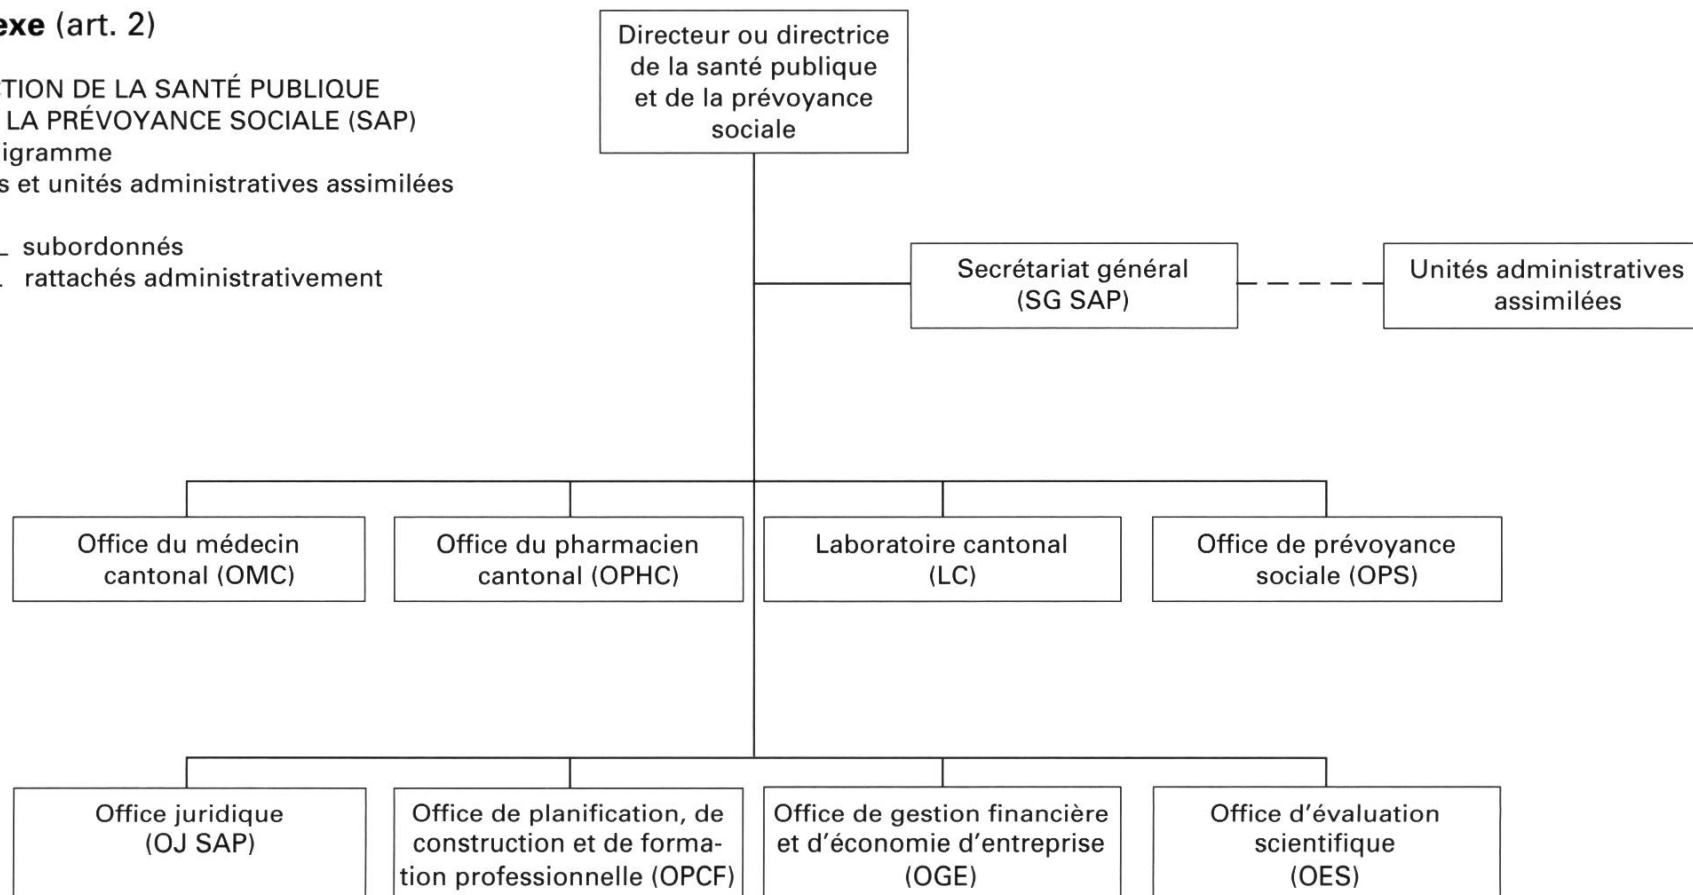 exe (art. 2)
CTION DE LA SANTÉ PUBLIQUE
LA PRÉVOYANCE SOCIALE (SAP)
igramme
s et unités administratives assimilées
subordonnés
rattachés administrativement
Directeur ou directrice
de la santé publique
et de la prévoyance
sociale
Secrétariat général
(SG SAP)
Unités administratives
assimilées
Office du médecin
cantonal (OMC)
Office du pharmacien
cantonal (OPHC)
Laboratoire cantonal
(LC)
Office de prévoyance
sociale (OPS)
Office juridique
(OJ SAP)
Office de planification, de
construction et de forma-
tion professionnelle (OPCF)
Office de gestion financière
et d'économie d'entreprise
(OGE)
Office d'évaluation
scientifique
(OES)